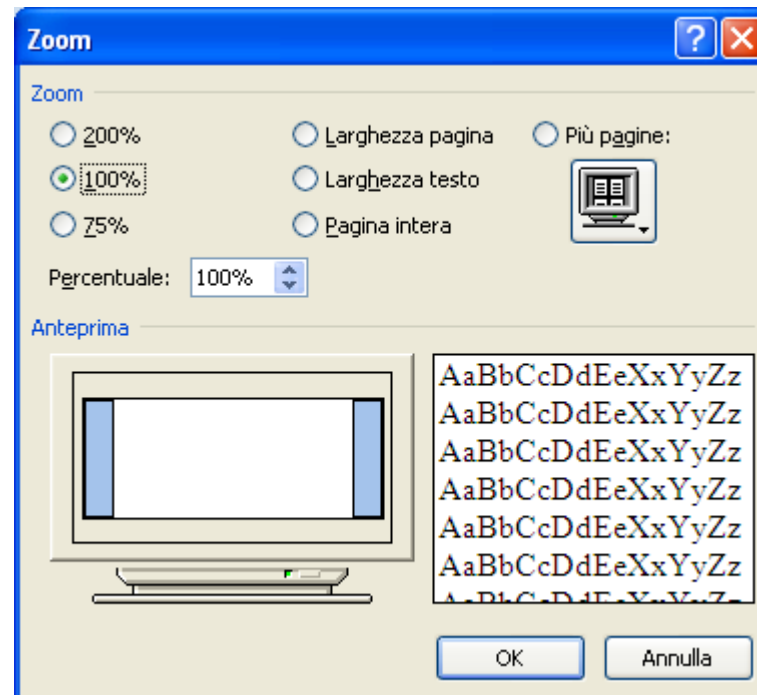 Zoom
Zoom
200% Larghezza pagina Più pagine:
100% Larghezza testo
75% Pagina intera
Percentuale: 100%
Anteprima
AaBbCcDdEeXxYyZz
AaBbCcDdEeXxYyZz
AaBbCcDdEeXxYyZz
AaBbCcDdEeXxYyZz
AaBbCcDdEeXxYyZz
AaBbCcDdEeXxYyZz
AaBbCcDdEeXxYyZz
OK Annulla